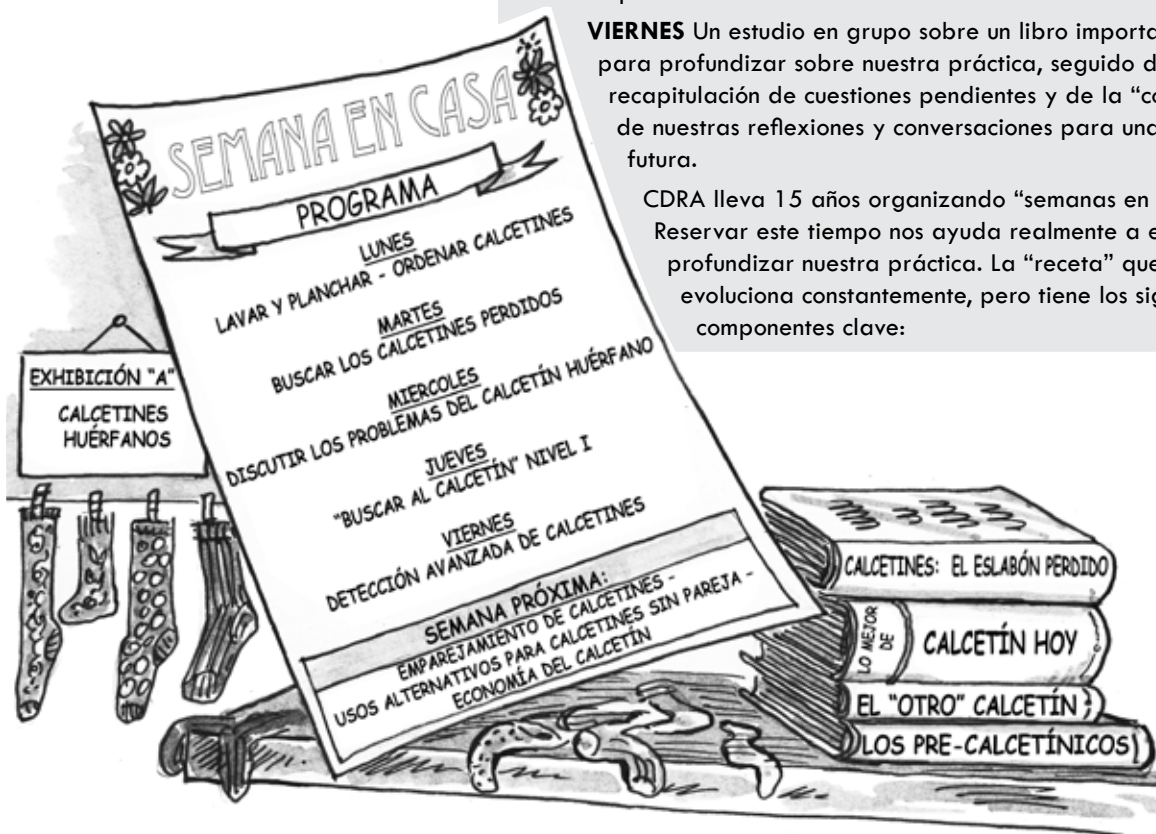 VIERNES Un estudio en grupo sobre un libro
para profundizar sobre nuestra práctica, seguido
recapitulación de cuestiones pendientes y de la
de nuestras reflexiones y conversaciones para una
futura.
CDRA lleva 15 años organizando “semanas en
Reservar este tiempo nos ayuda realmente a
profundizar nuestra práctica. La “receta” que
evoluciona constantemente, pero tiene los
componentes clave:
SEMANA EN CASA
PROGRAMA
LUNES
LAVAR Y PLANCHAR - ORDENAR CALCETINES
MARTES
BUSCAR LOS CALCETINES PERDIDOS
MIERCOLES
DISCUTIR LOS PROBLEMAS DEL CALCETÍN HUÉRFANO
JUEVES
"BUSCAR AL CALCETÍN" NIVEL I
VIERNES
DETECCIÓN AVANZADA DE CALCETINES
SEMANA PRÓXIMA:
EMPAREJAMIENTO DE CALCETINES -
USOS ALTERNATIVOS PARA CALCETINES SIN PAREJA -
ECONOMÍA DEL CALCETÍN
EXHIBICIÓN "A"
CALCETINES
HUÉRFANOS
CALCETINES: EL ESLABÓN PERDIDO
LO MEJOR
DE
CALCETÍN HOY
EL "OTRO" CALCETÍN
LOS PRE-CALCETÍNICOS